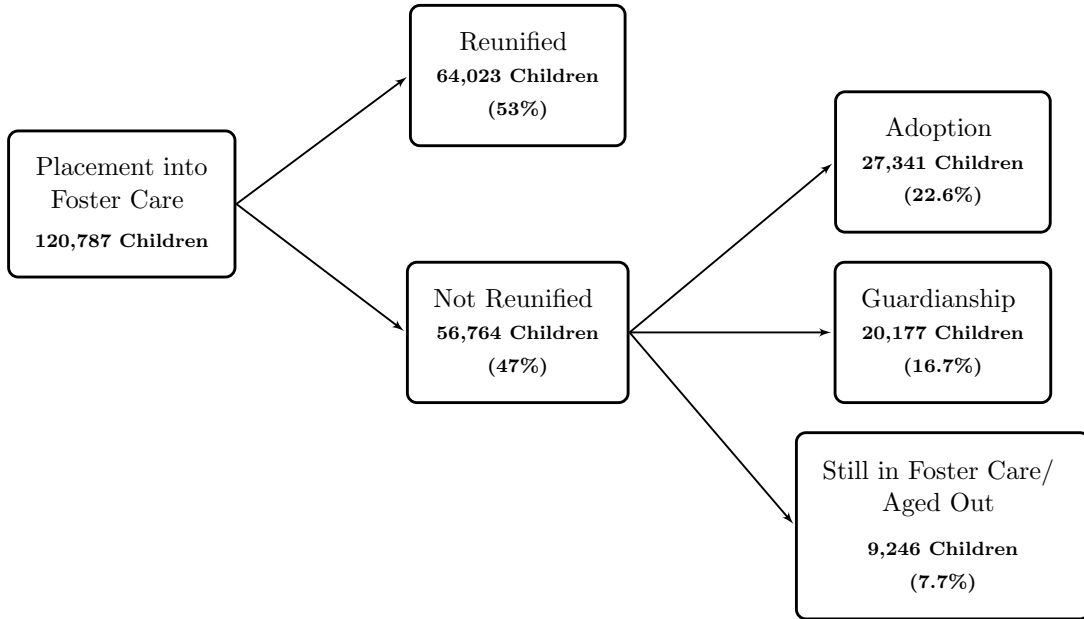 Placement into
Foster Care
120,787 Children
Reunified
64,023 Children
(53%)
Not Reunified
56,764 Children
(47%)
Adoption
27,341 Children
(22.6%)
Guardianship
20,177 Children
(16.7%)
Still in Foster Care/
Aged Out
9,246 Children
(7.7%)